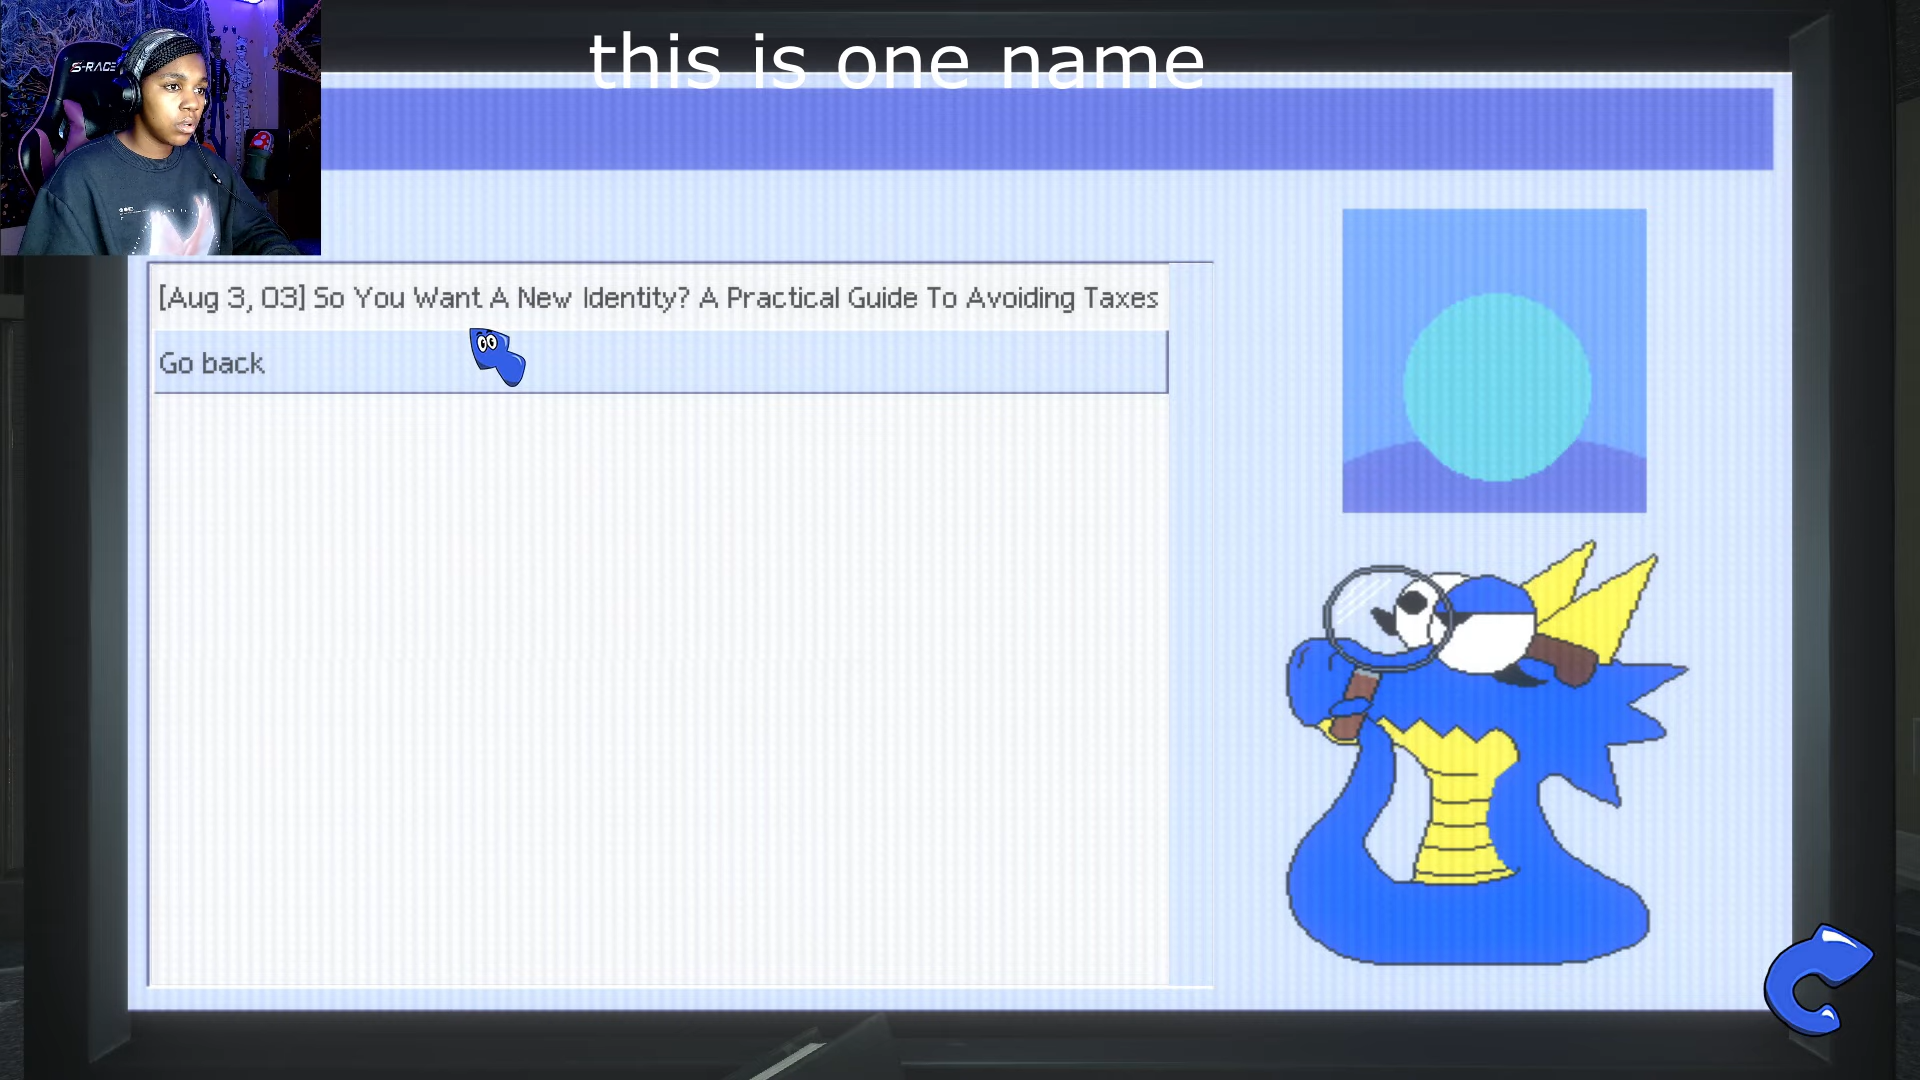 this is one name
S-RACE
[Aug 3, 03] So You Want A New Identity? A Practical Guide To Avoiding Taxes
Go back